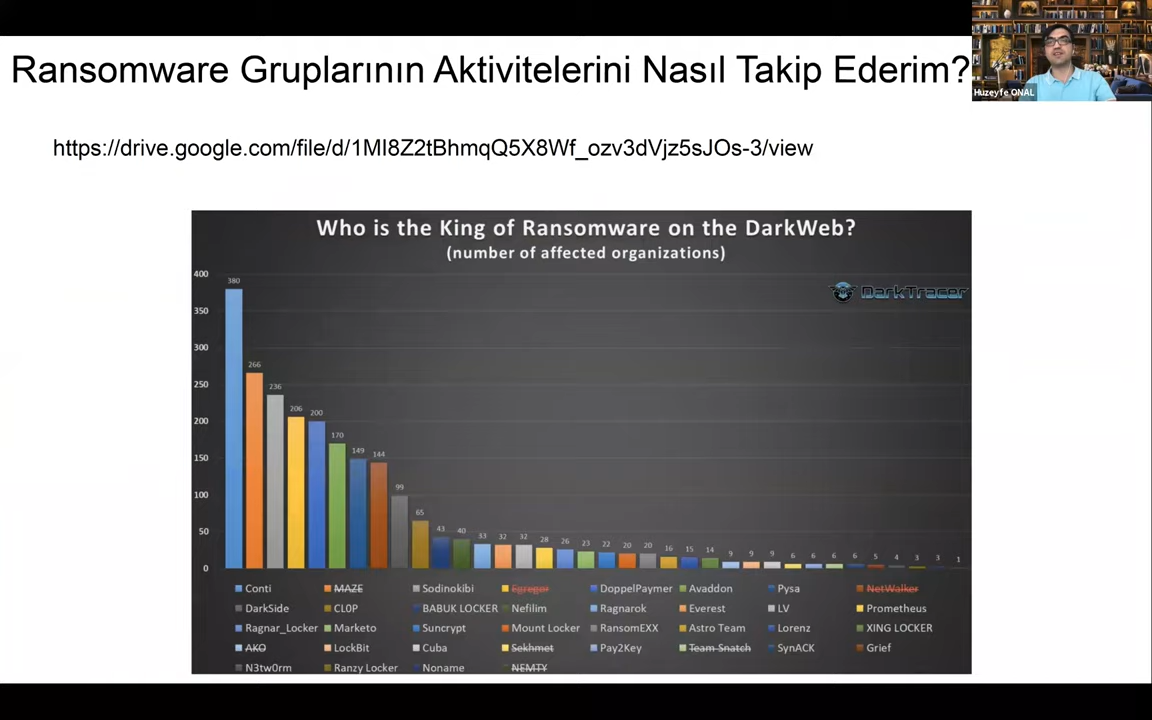 Ransomware Gruplarının Aktivitelerini Nasıl Takip Ederim?
Huzeyfe ONAL
https://drive.google.com/file/d/1MI8Z2tBhmqQ5X8Wf_ozv3dVjz5sJOs-3/view
Who is the King of Ransomware on the DarkWeb?
(number of affected organizations)
DarkTracer
400
350
300
250
200
150
100
50
0
380 266 236 206 200 170 149 144 99 65 43 40 33 32 32 28 26 23 22 20 20 16 15 14 9 9 9 6 6 6 6 5 4 3 3 1
Conti MAZE Sodinokibi Egregor DoppelPaymer Avaddon Pysa NetWalker
DarkSide CL0P BABUK LOCKER Nefilim Ragnarok Everest LV Prometheus
Ragnar_Locker Marketo Suncrypt Mount Locker RansomEXX Astro Team Lorenz XING LOCKER
AKO LockBit Cuba Sekhmet Pay2Key Team Snatch SynACK Grief
N3tw0rm Ranzy Locker Noname NEMTY